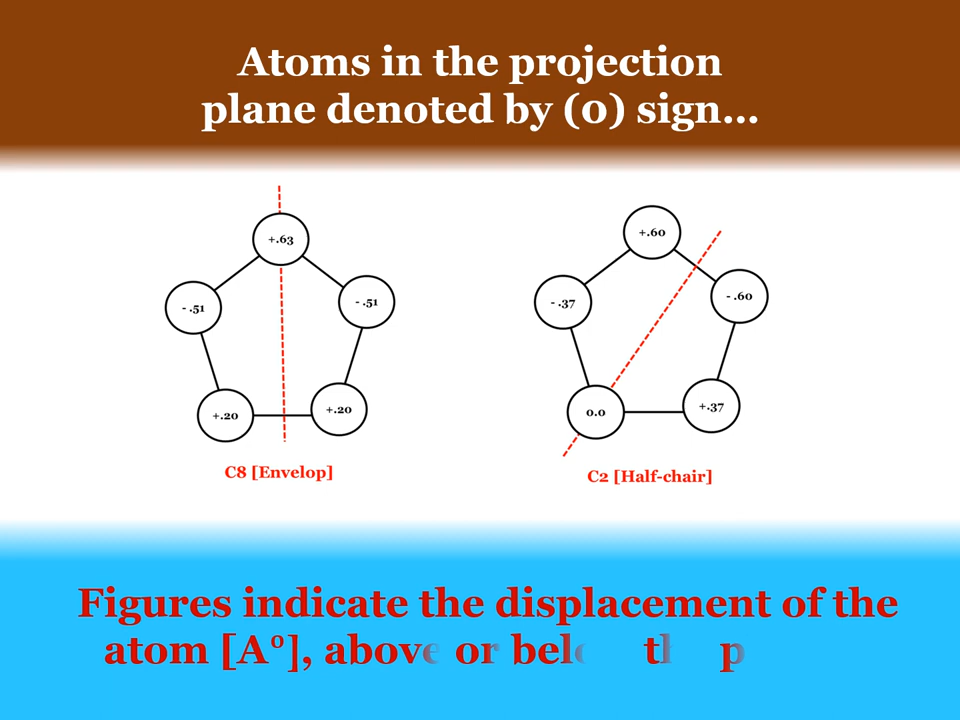 Atoms in the projection
plane denoted by (0) sign...
+.63
- .51
- .51
+.20
+.20
C8 [Envelop]
+.60
- .37
- .60
0.0
+.37
C2 [Half-chair]
Figures indicate the displacement of the
atom [A°], above or